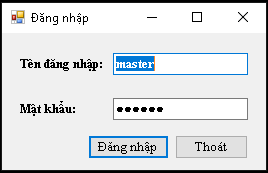 Đăng nhập
Tên đăng nhập: master
Mật khẩu: ●●●●●●
Đăng nhập Thoát